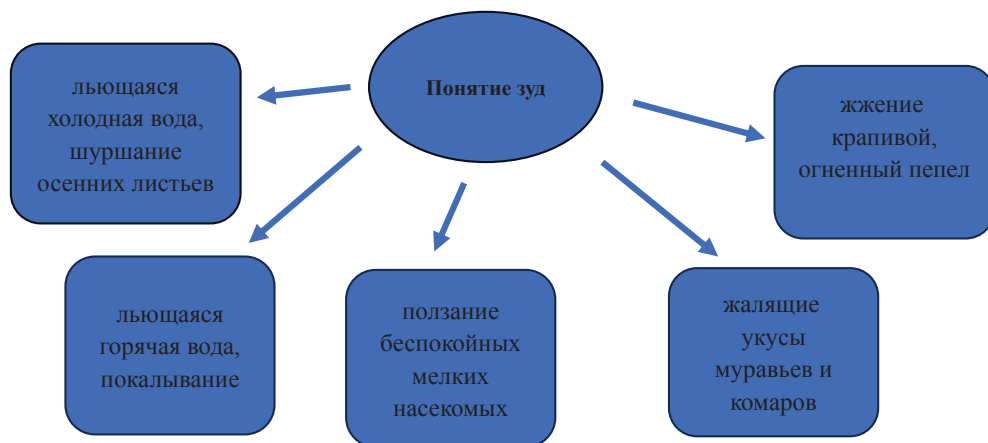 Понятие зуд
льющаяся
холодная вода,
шуршание
осенних листьев
жжение
крапивой,
огненный пепел
льющаяся
горячая вода,
покалывание
ползание
беспокойных
мелких
насекомых
жалящие
укусы
муравьев и
комаров